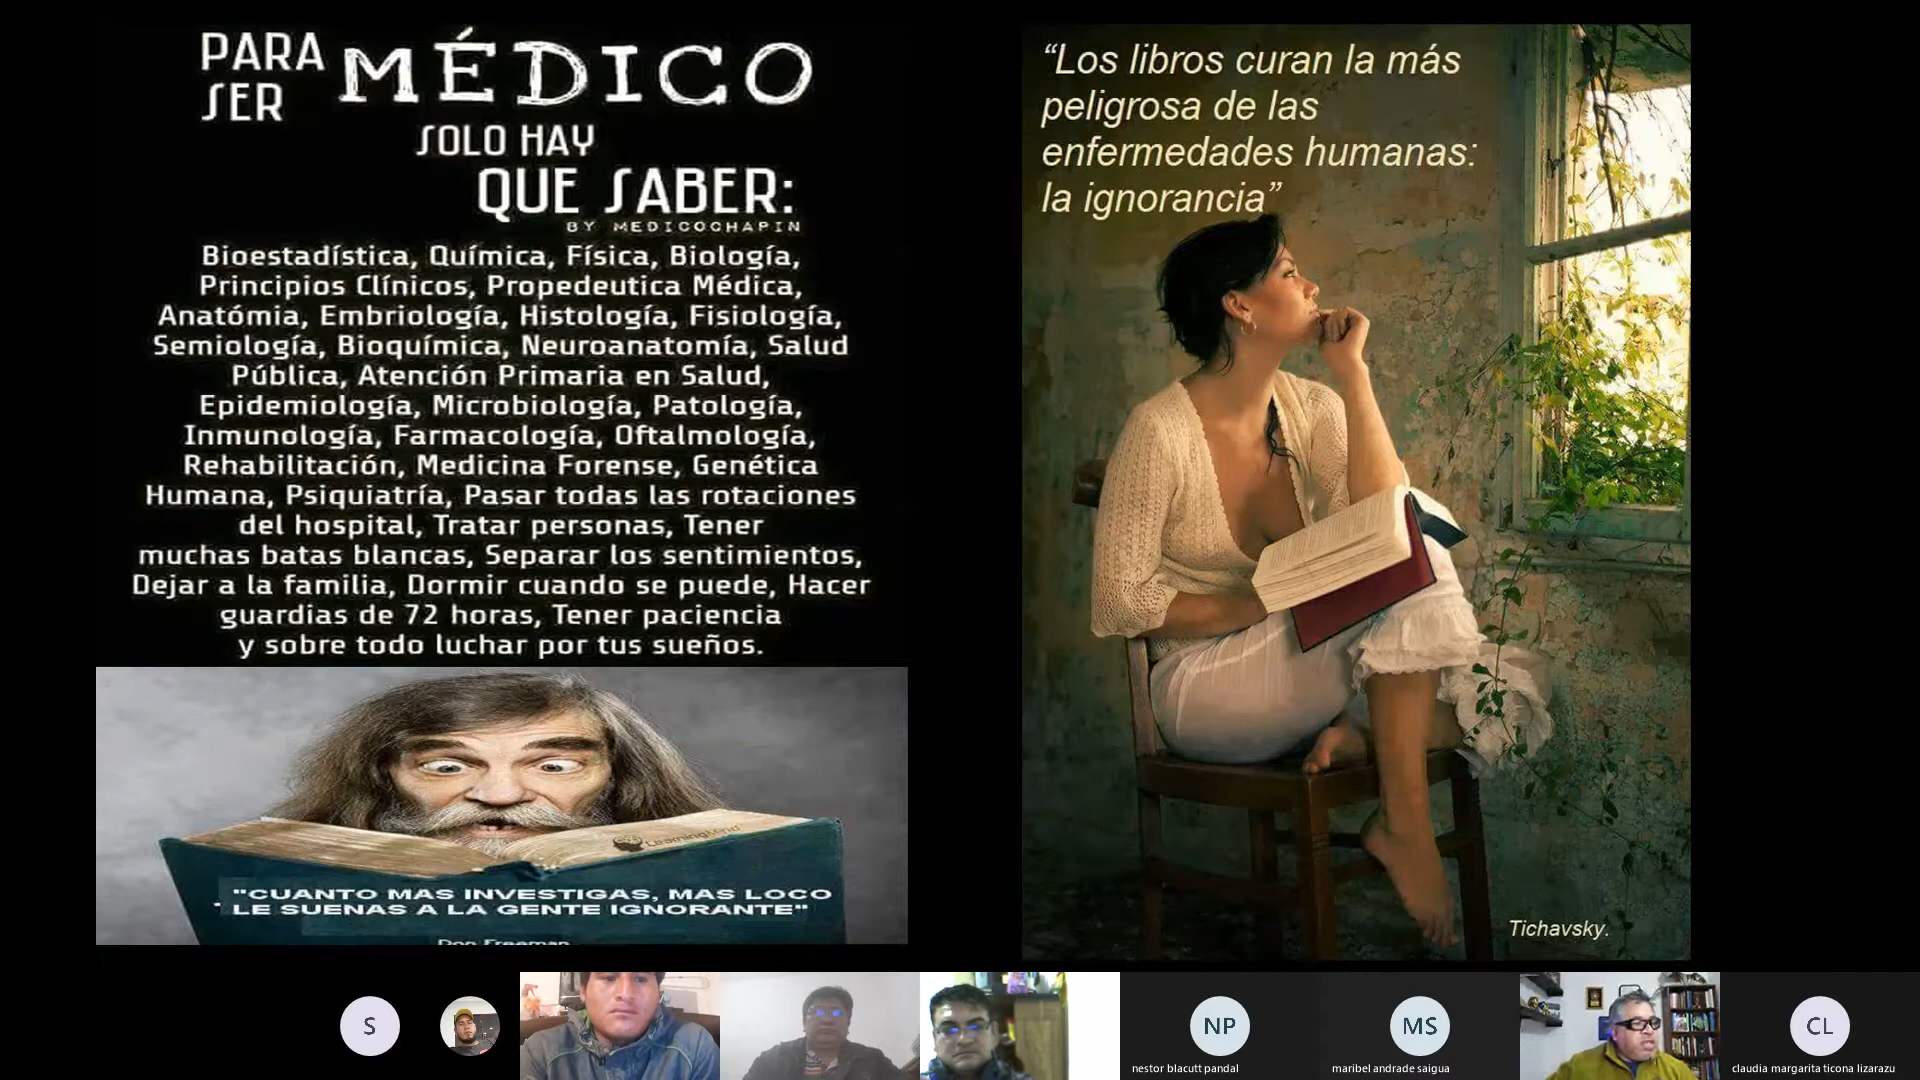 PARA
SER
MÉDICO
SOLO HAY
QUE SABER:
BY MEDICOCHAPIN
Bioestadística, Química, Física, Biología,
Principios Clínicos, Propedeutica Médica,
Anatómia, Embriología, Histología, Fisiología,
Semiología, Bioquímica, Neuroanatomía, Salud
Pública, Atención Primaria en Salud,
Epidemiología, Microbiología, Patología,
Inmunología, Farmacología, Oftalmología,
Rehabilitación, Medicina Forense, Genética
Humana, Psiquiatría, Pasar todas las rotaciones
del hospital, Tratar personas, Tener
muchas batas blancas, Separar los sentimientos,
Dejar a la familia, Dormir cuando se puede, Hacer
guardias de 72 horas, Tener paciencia
y sobre todo luchar por tus sueños.
LearningMind
"CUANTO MAS INVESTIGAS, MAS LOCO
LE SUENAS A LA GENTE IGNORANTE"
Don Freeman
“Los libros curan la más
peligrosa de las
enfermedades humanas:
la ignorancia”
Tichavsky.
S
NP
nestor blacutt pandal
MS
maribel andrade saigua
CL
claudia margarita ticona lizarazu